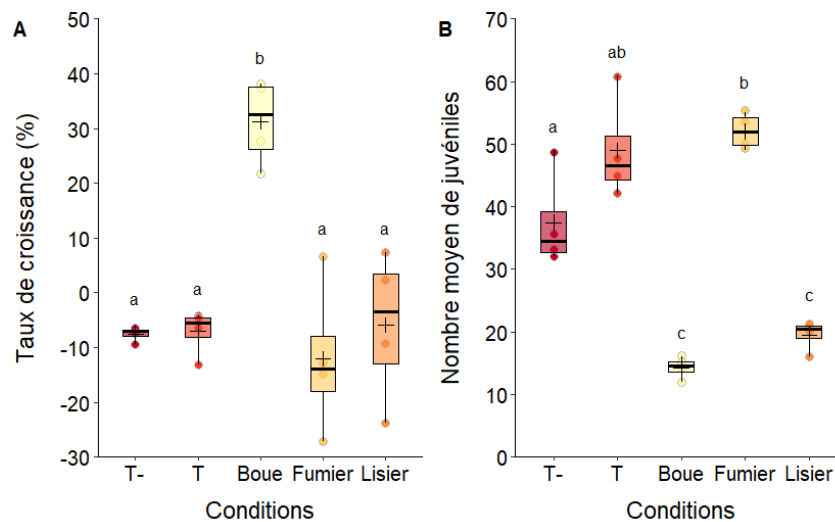 A
Taux de croissance (%)
50
40
30
20
10
0
-10
-20
-30
a
a
b
a
a
T-
T
Boue
Fumier
Lisier
Conditions
B
Nombre moyen de juvéniles
70
60
50
40
30
20
10
0
a
ab
c
b
c
T-
T
Boue
Fumier
Lisier
Conditions